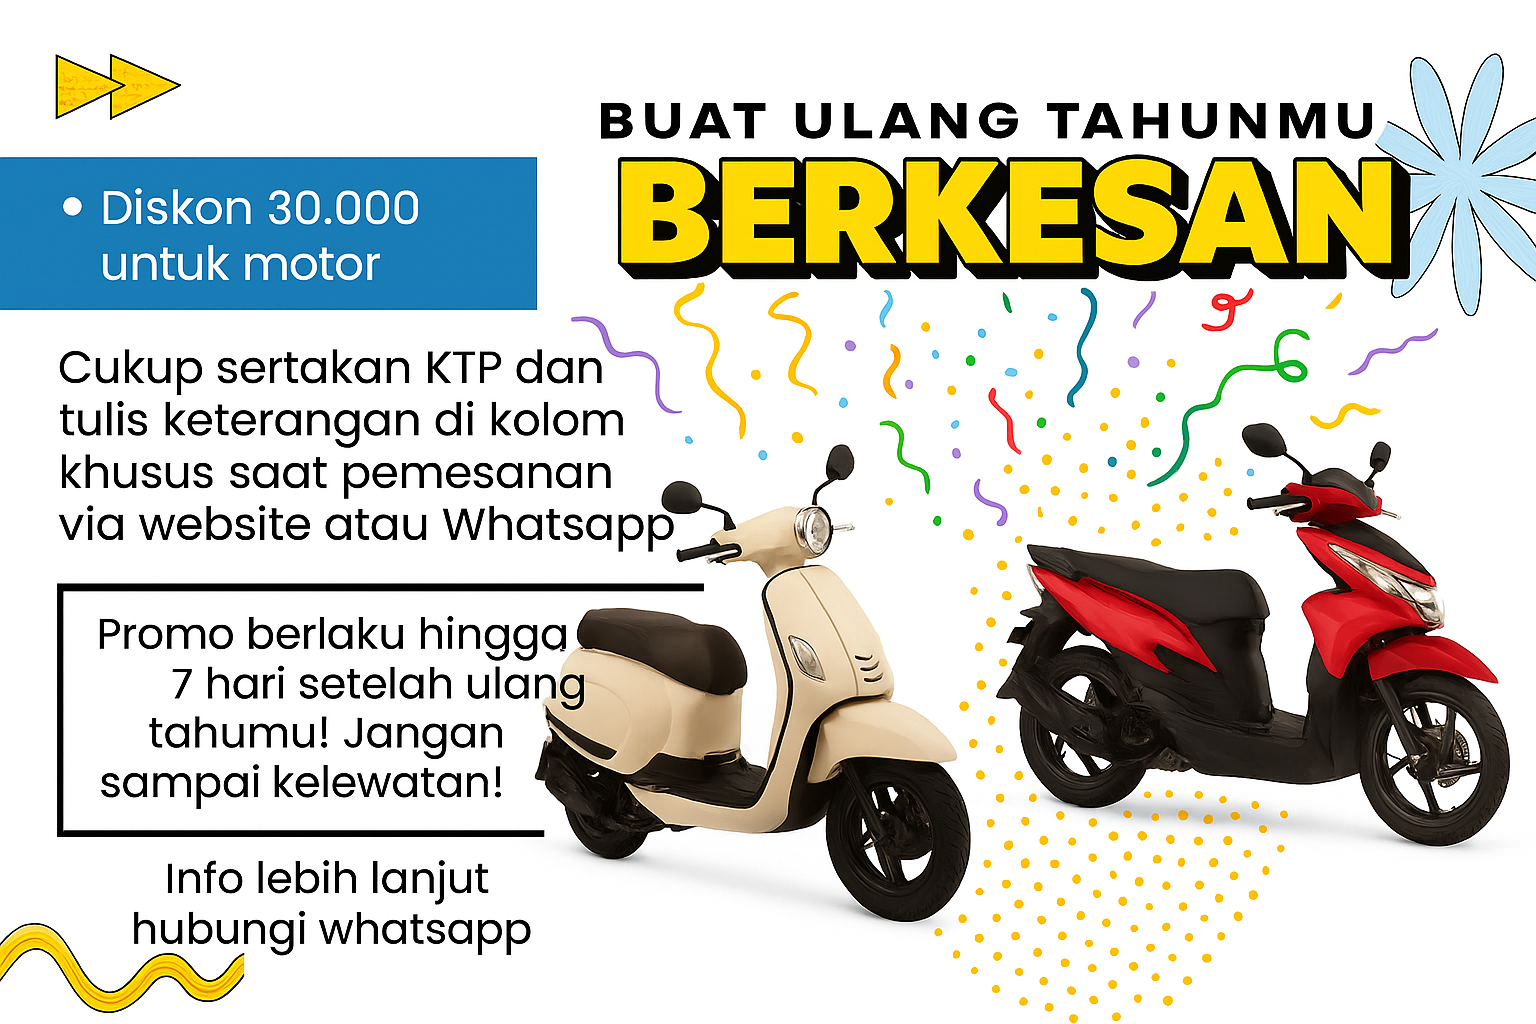 BUAT ULANG TAHUNMU
BERKESAN
• Diskon 30.000
untuk motor
Cukup sertakan KTP dan
tulis keterangan di kolom
khusus saat pemesanan
via website atau Whatsapp
Promo berlaku hingga
7 hari setelah ulang
tahumu! Jangan
sampai kelewatan!
Info lebih lanjut
hubungi whatsapp